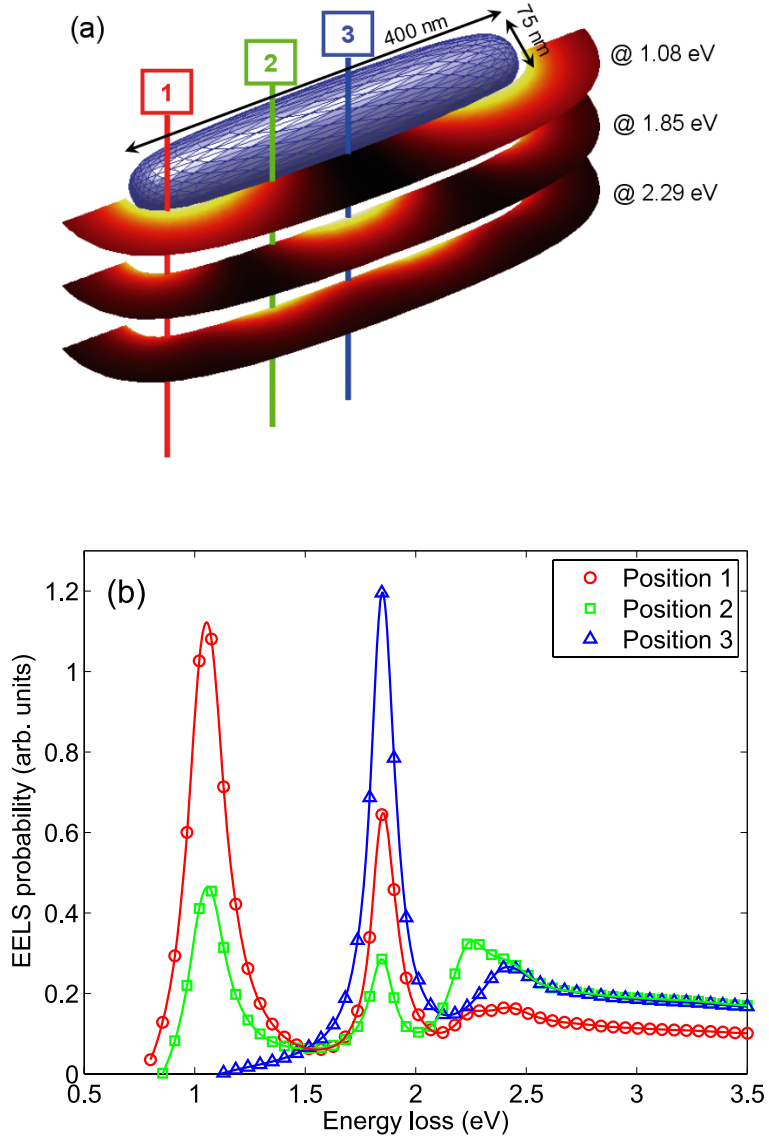 (a)
400 nm
75 nm
1
2
3
@ 1.08 eV
@ 1.85 eV
@ 2.29 eV
(b)
Position 1
Position 2
Position 3
EELS probability (arb. units)
1.2
1
0.8
0.6
0.4
0.2
0
0.5 1 1.5 2 2.5 3 3.5
Energy loss (eV)